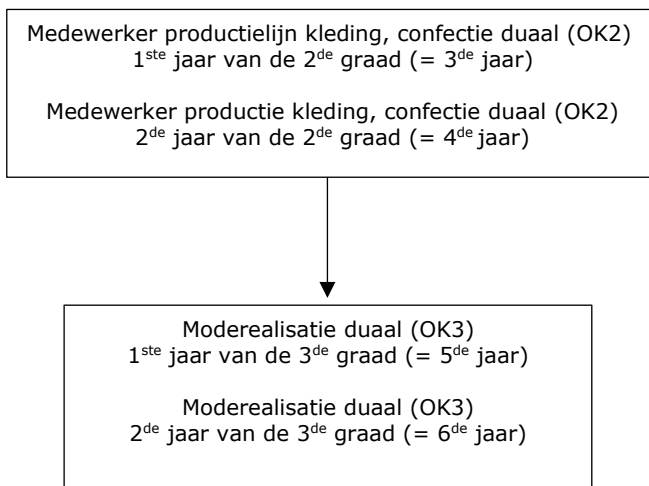 Medewerker productielijn kleding, confectie duaal (OK2)
1ste jaar van de 2de graad (= 3de jaar)
Medewerker productie kleding, confectie duaal (OK2)
2de jaar van de 2de graad (= 4de jaar)
Moderealisatie duaal (OK3)
1ste jaar van de 3de graad (= 5de jaar)
Moderealisatie duaal (OK3)
2de jaar van de 3de graad (= 6de jaar)